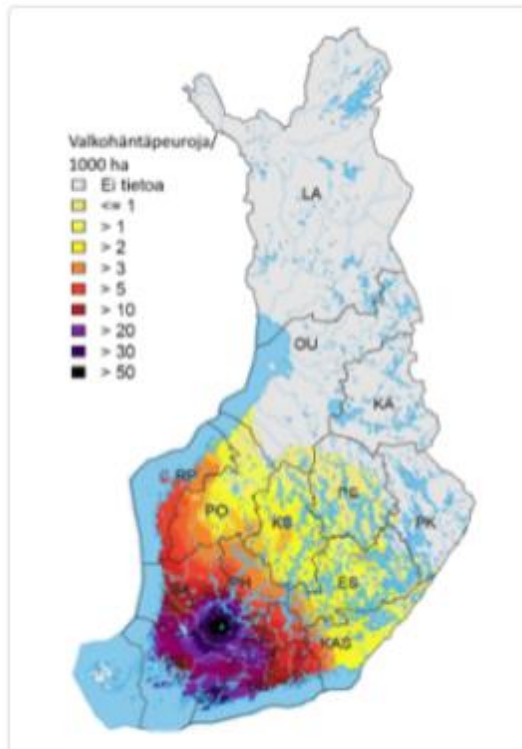 Valkohäntäpeuroja/
1000 ha
Ei tietoa
<= 1
> 1
> 2
> 3
> 5
> 10
> 20
> 30
> 50
LA
OU
KA
RP
PO
KS
PS
PK
PH
ES
KAS